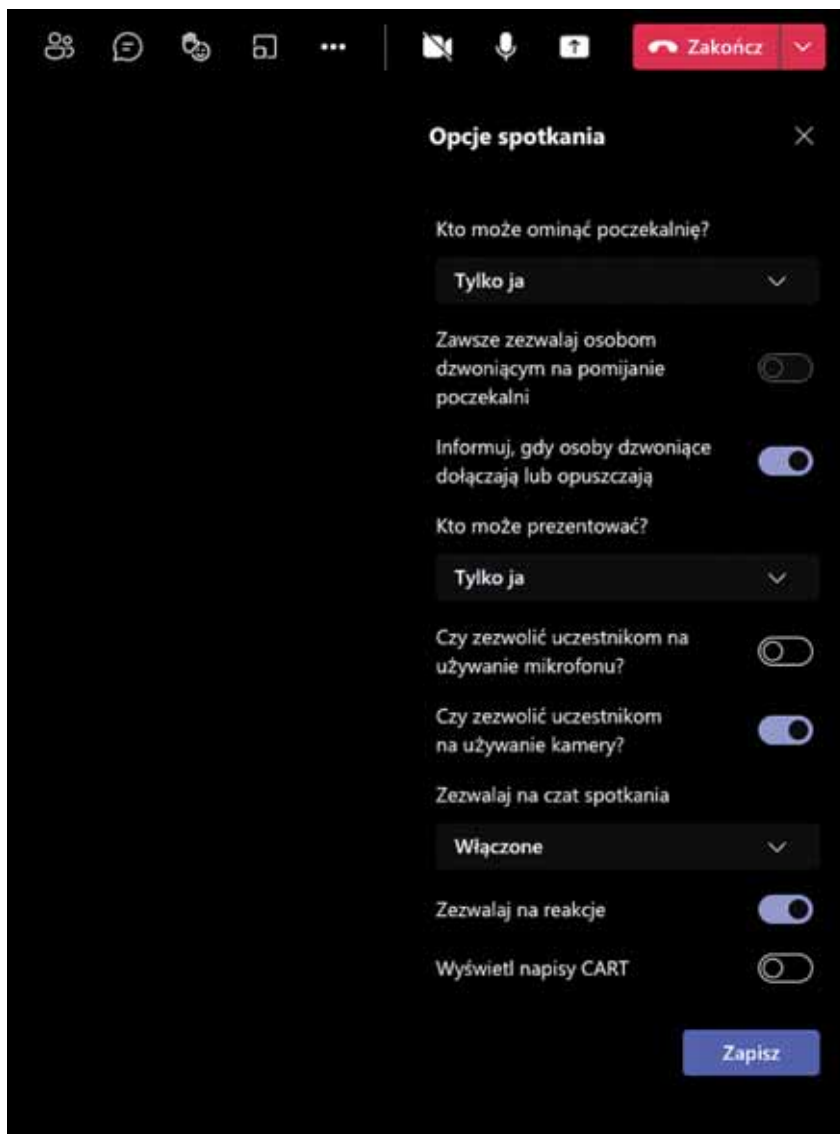 Zakończ
Opcje spotkania
Kto może ominąć poczekalnię?
Tylko ja
Zawsze zezwalaj osobom
dzwoniącym na pomijanie
poczekalni
Informuj, gdy osoby dzwoniące
dołączają lub opuszczają
Kto może prezentować?
Tylko ja
Czy zezwolić uczestnikom na
używanie mikrofonu?
Czy zezwolić uczestnikom
na używanie kamery?
Zezwalaj na czat spotkania
Włączone
Zezwalaj na reakcje
Wyświetl napisy CART
Zapisz